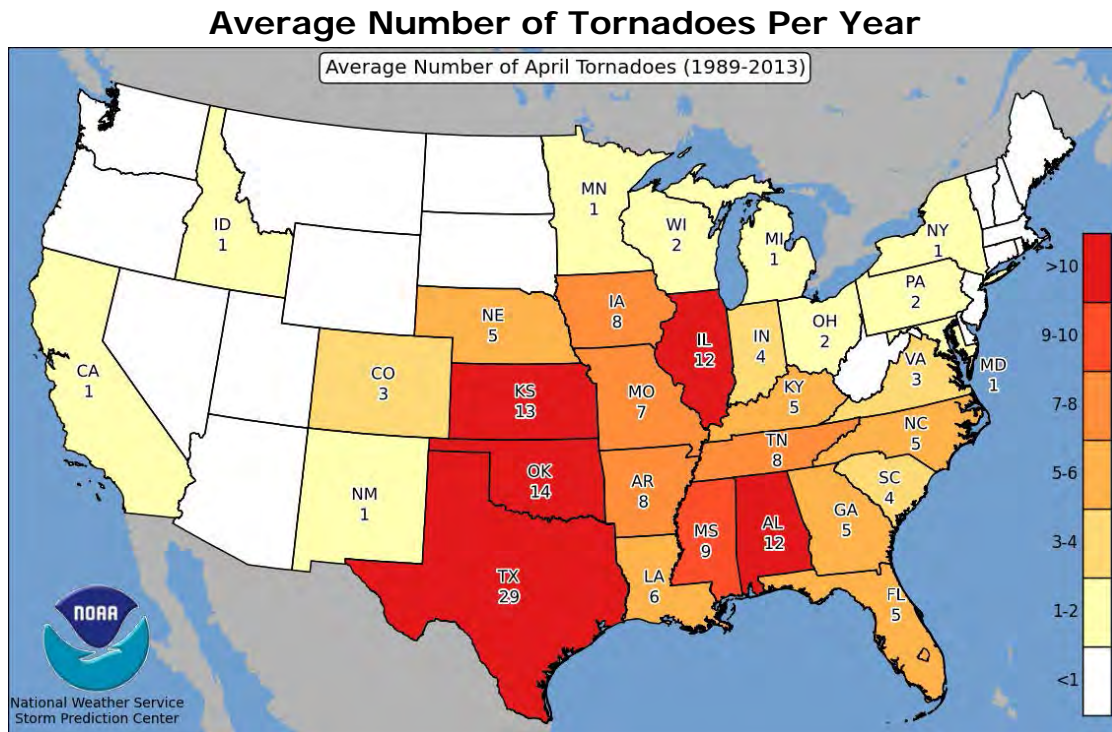 Average Number of Tornadoes Per Year
Average Number of April Tornadoes (1989-2013)
MN
1
ID
1
WI
2
MI
1
NY
1
>10
PA
2
NE
5
IA
8
IL
12
IN
4
OH
2
9-10
CA
1
CO
3
KS
13
MO
7
KY
5
VA
3
MD
1
7-8
NM
1
OK
14
AR
8
TN
8
NC
5
5-6
SC
4
MS
9
AL
12
GA
5
3-4
TX
29
LA
6
FL
5
1-2
NOAA
<1
National Weather Service
Storm Prediction Center